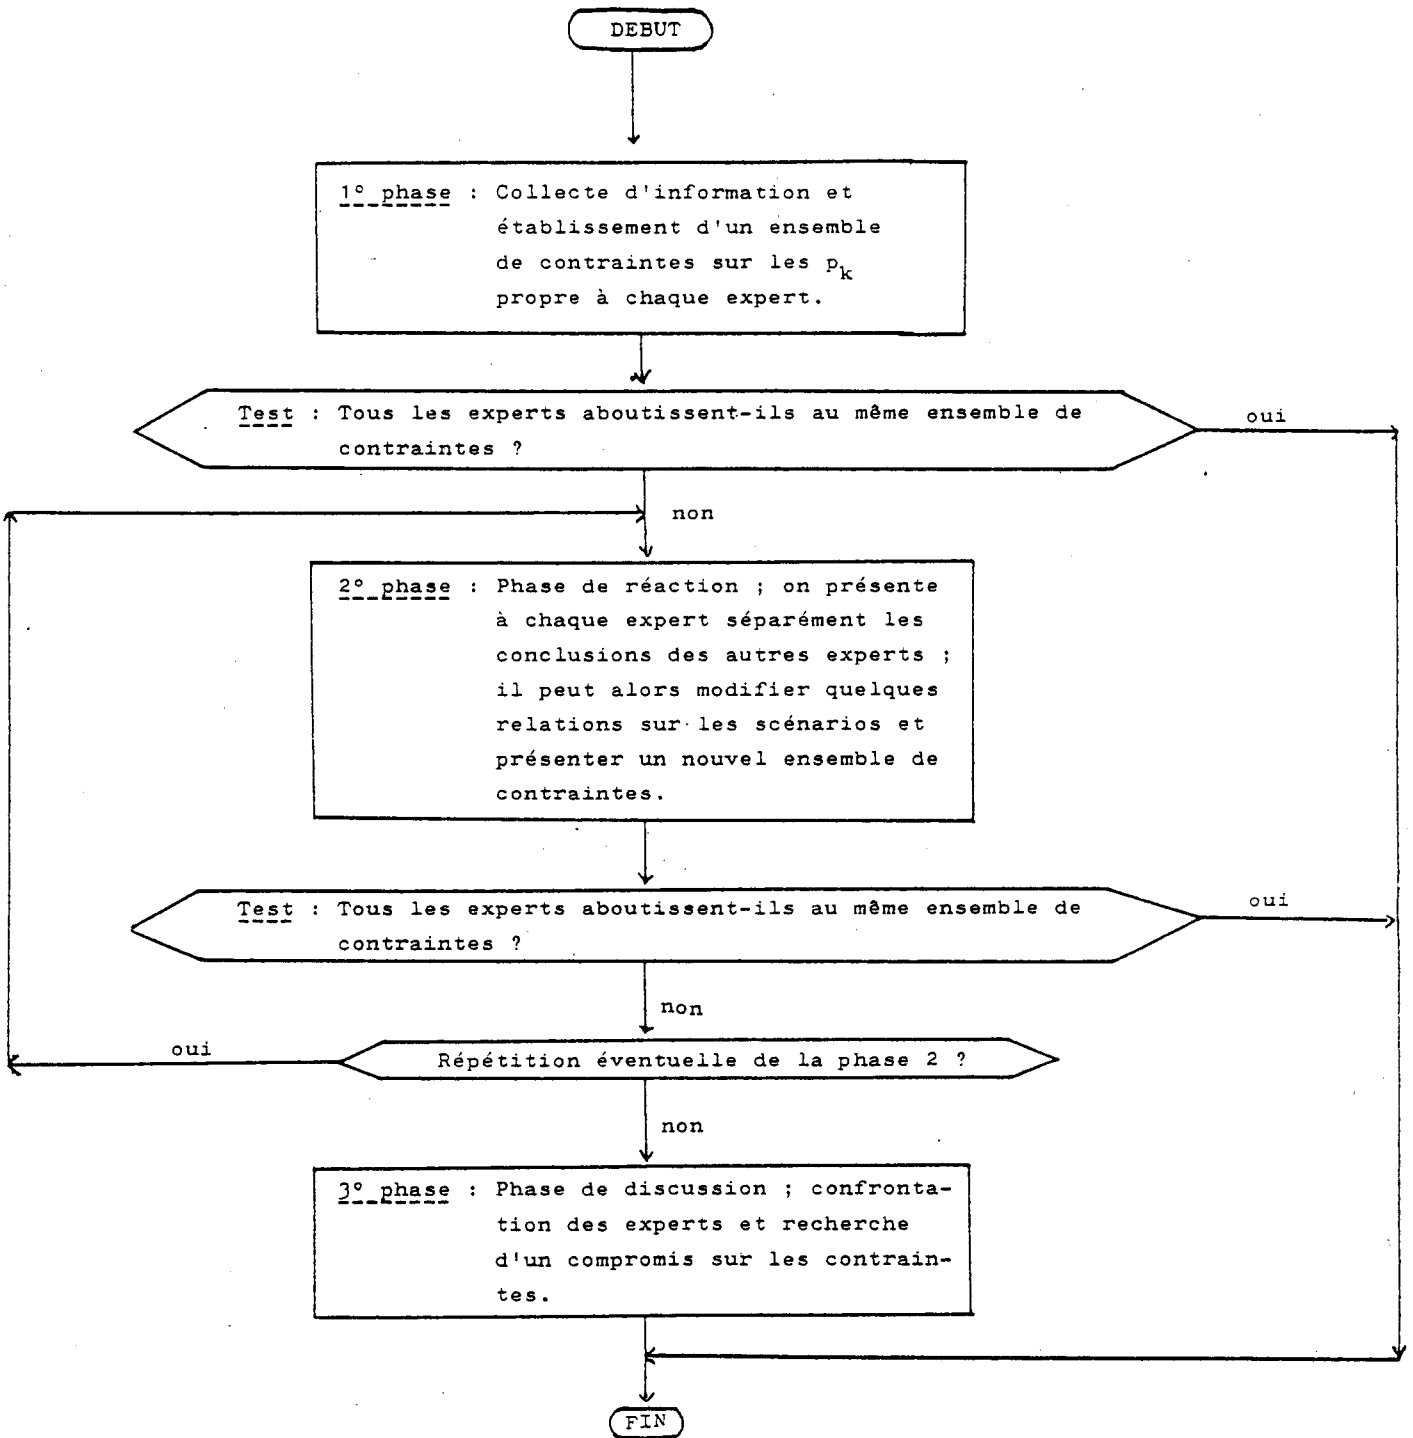 DEBUT
1° phase : Collecte d'information et
établissement d'un ensemble
de contraintes sur les pk
propre à chaque expert.
Test : Tous les experts aboutissent-ils au même ensemble de
contraintes ?
oui
non
2° phase : Phase de réaction ; on présente
à chaque expert séparément les
conclusions des autres experts ;
il peut alors modifier quelques
relations sur les scénarios et
présenter un nouvel ensemble de
contraintes.
Test : Tous les experts aboutissent-ils au même ensemble de
contraintes ?
oui
non
oui
Répétition éventuelle de la phase 2 ?
non
3° phase : Phase de discussion ; confronta-
tion des experts et recherche
d'un compromis sur les contrain-
tes.
FIN